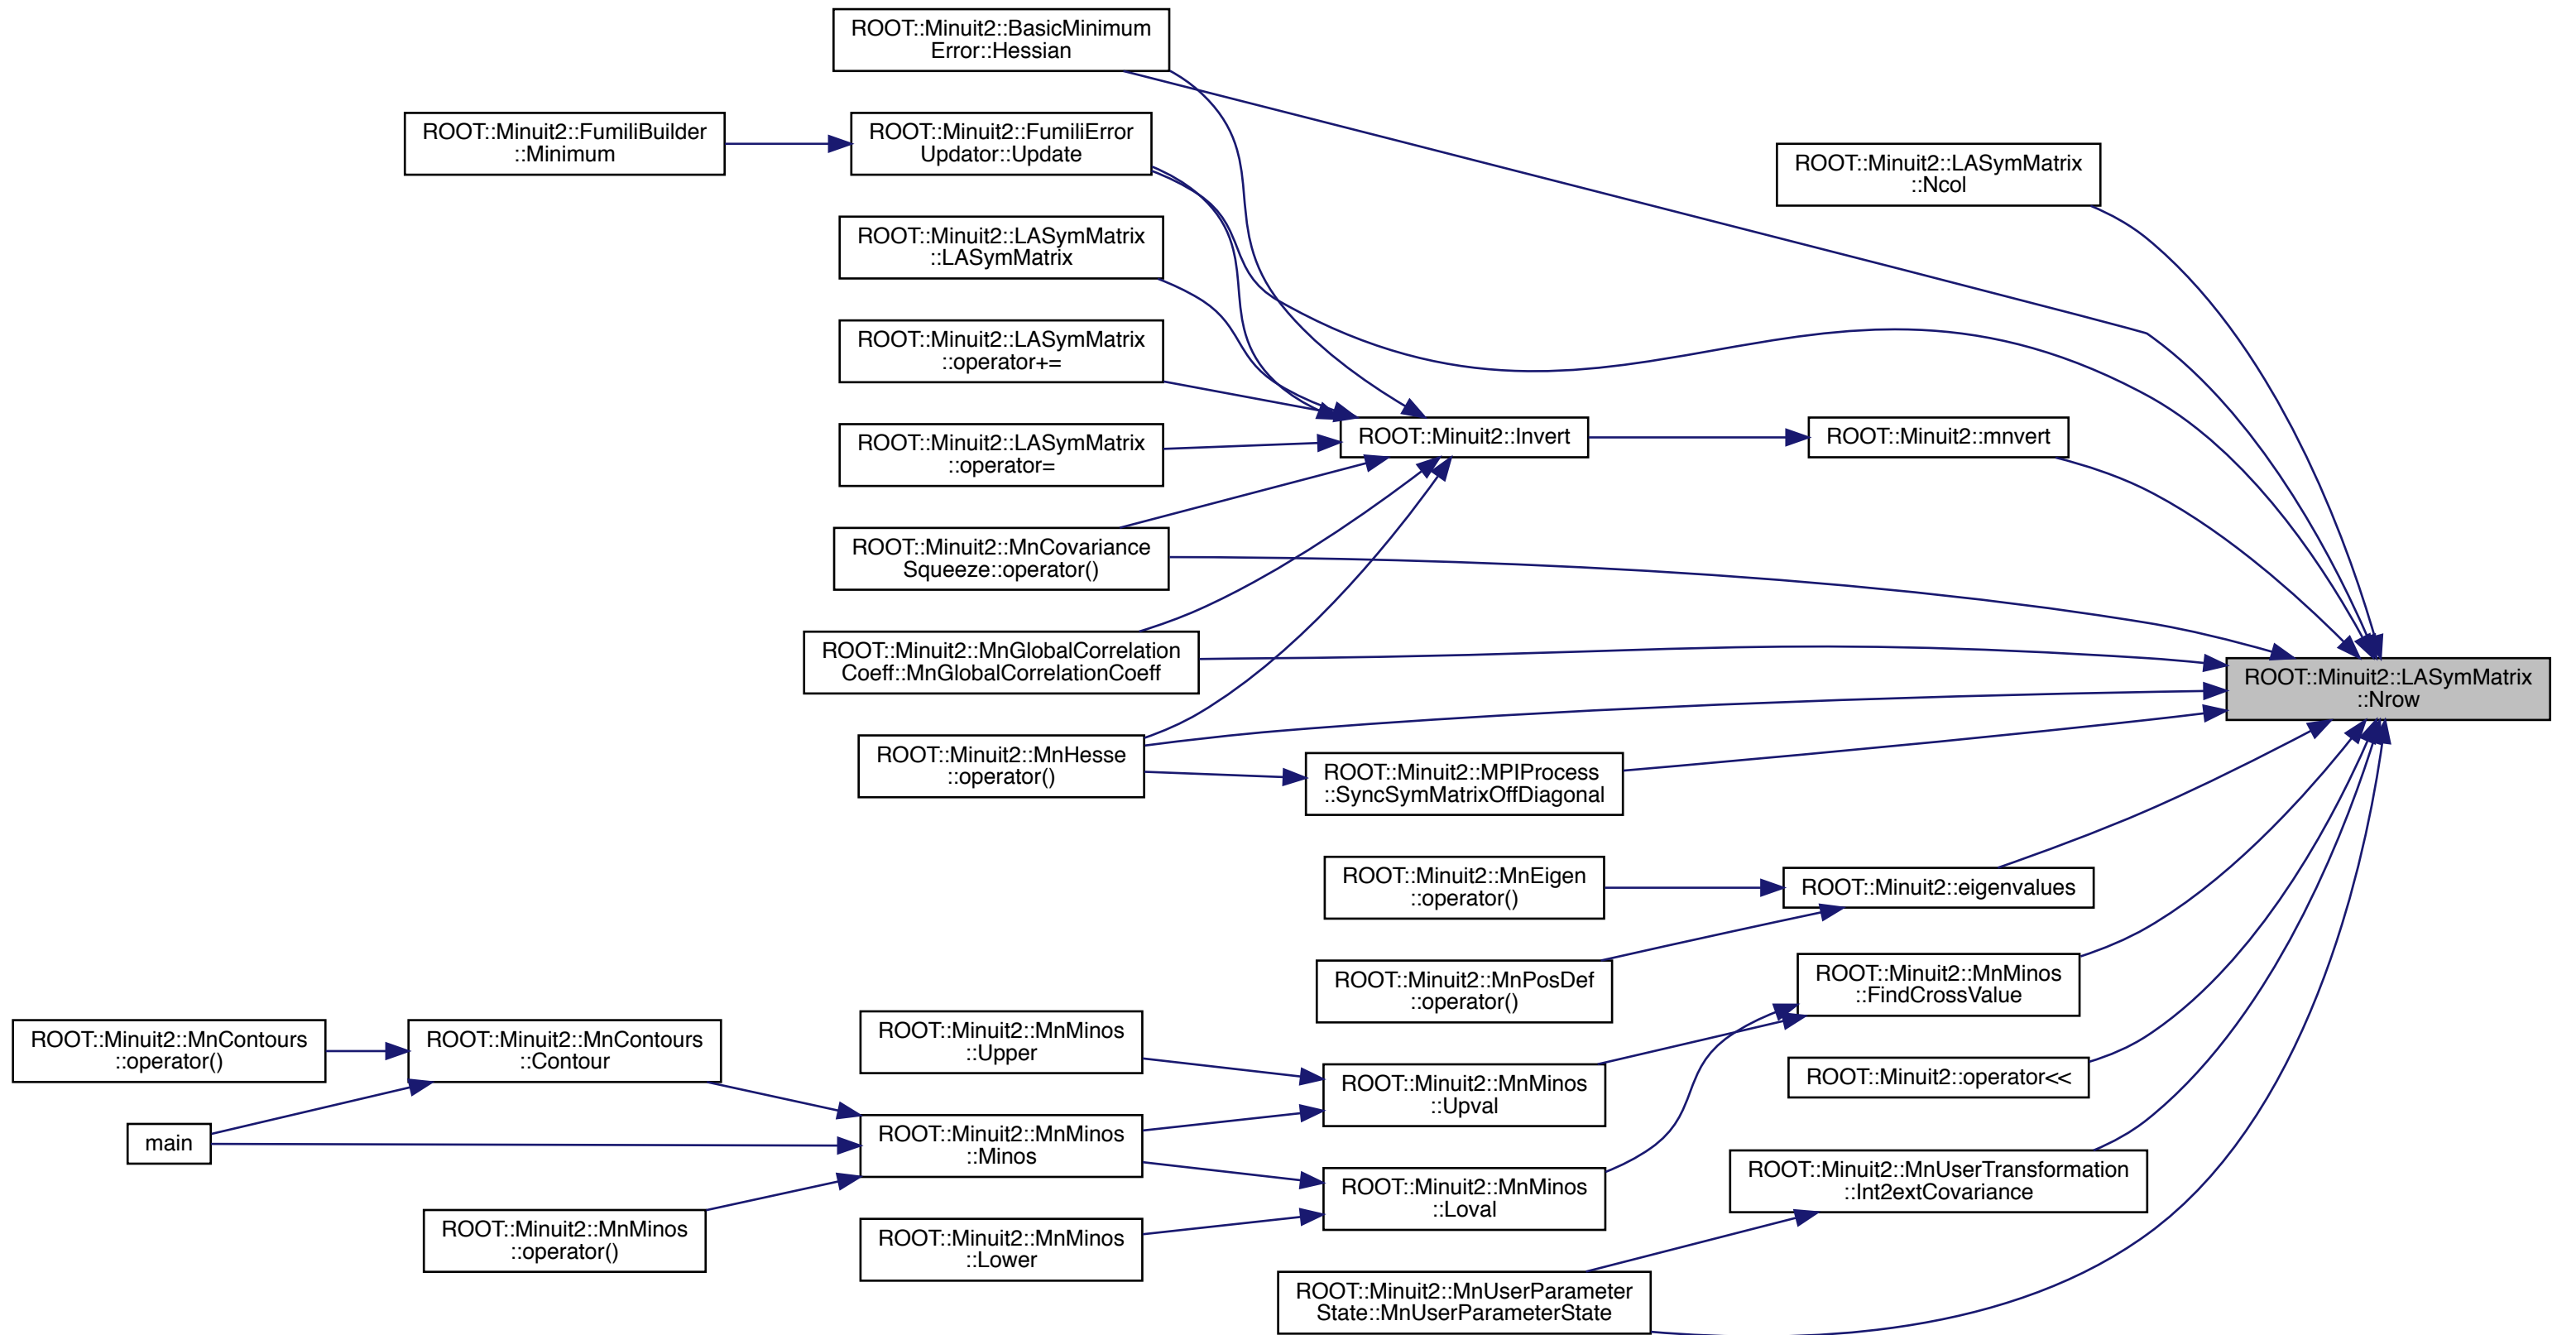 ROOT::Minuit2::BasicMinimum
Error::Hessian
ROOT::Minuit2::FumiliBuilder
::Minimum
ROOT::Minuit2::FumiliError
Updator::Update
ROOT::Minuit2::LASymMatrix
::Ncol
ROOT::Minuit2::LASymMatrix
::LASymMatrix
ROOT::Minuit2::LASymMatrix
::operator+=
ROOT::Minuit2::LASymMatrix
::operator=
ROOT::Minuit2::Invert
ROOT::Minuit2::mnvert
ROOT::Minuit2::MnCovariance
Squeeze::operator()
ROOT::Minuit2::MnGlobalCorrelation
Coeff::MnGlobalCorrelationCoeff
ROOT::Minuit2::LASymMatrix
::Nrow
ROOT::Minuit2::MnHesse
::operator()
ROOT::Minuit2::MPIProcess
::SyncSymMatrixOffDiagonal
ROOT::Minuit2::MnEigen
::operator()
ROOT::Minuit2::eigenvalues
ROOT::Minuit2::MnPosDef
::operator()
ROOT::Minuit2::MnMinos
::FindCrossValue
ROOT::Minuit2::MnContours
::operator()
ROOT::Minuit2::MnContours
::Contour
ROOT::Minuit2::MnMinos
::Upper
ROOT::Minuit2::MnMinos
::Upval
ROOT::Minuit2::operator<<
main
ROOT::Minuit2::MnMinos
::Minos
ROOT::Minuit2::MnMinos
::Loval
ROOT::Minuit2::MnUserTransformation
::Int2extCovariance
ROOT::Minuit2::MnMinos
::operator()
ROOT::Minuit2::MnMinos
::Lower
ROOT::Minuit2::MnUserParameter
State::MnUserParameterState